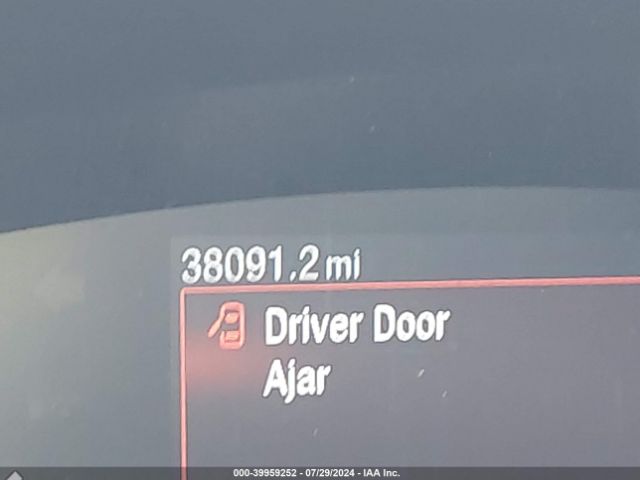 38091.2 mi
Driver Door
Ajar
000-39959252 - 07/29/2024 - IAA Inc.